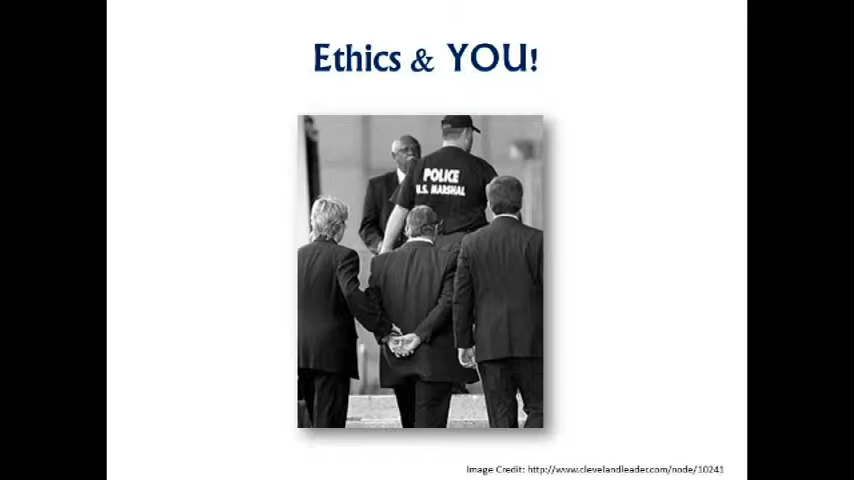 Ethics & YOU!
POLICE
U.S. MARSHAL
Image Credit: http://www.clevelandleader.com/node/10241